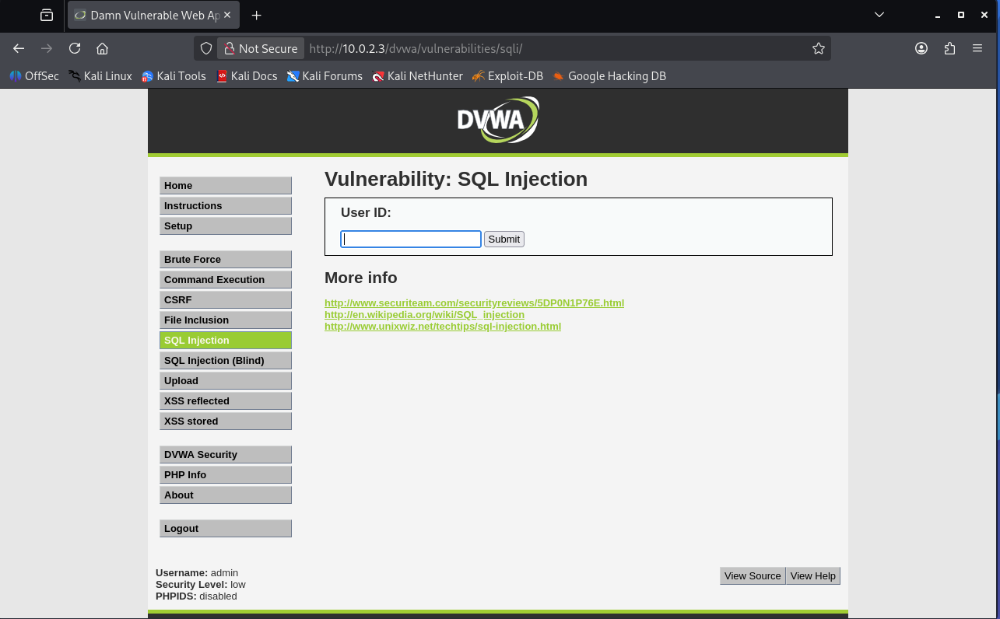 Damn Vulnerable Web Ap
Not Secure http://10.0.2.3/dvwa/vulnerabilities/sqli/
OffSec Kali Linux Kali Tools Kali Docs Kali Forums Kali NetHunter Exploit-DB Google Hacking DB
DVWA
Home
Instructions
Setup
Brute Force
Command Execution
CSRF
File Inclusion
SQL Injection
SQL Injection (Blind)
Upload
XSS reflected
XSS stored
DVWA Security
PHP Info
About
Logout
Vulnerability: SQL Injection
User ID:
Submit
More info
http://www.securiteam.com/securityreviews/5DP0N1P76E.html
http://en.wikipedia.org/wiki/SQL_injection
http://www.unixwiz.net/techtips/sql-injection.html
Username: admin
Security Level: low
PHPIDS: disabled
View Source View Help